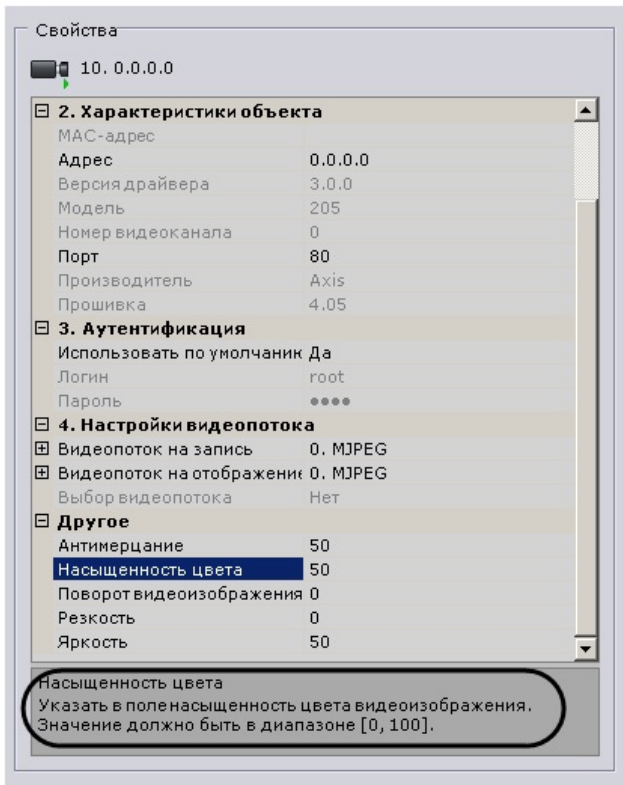 Свойства
10. 0.0.0.0
2. Характеристики объекта
MAC-адрес
Адрес 0.0.0.0
Версия драйвера 3.0.0
Модель 205
Номер видеоканала 0
Порт 80
Производитель Axis
Прошивка 4.05
3. Аутентификация
Использовать по умолчанию Да
Логин root
Пароль ●●●●
4. Настройки видеопотока
Видеопоток на запись 0. MJPEG
Видеопоток на отображение 0. MJPEG
Выбор видеопотока Нет
Другое
Антимерцание 50
Насыщенность цвета 50
Поворот видеоизображения 0
Резкость 0
Яркость 50
Насыщенность цвета
Указать в поле насыщенность цвета видеоизображения.
Значение должно быть в диапазоне [0, 100].